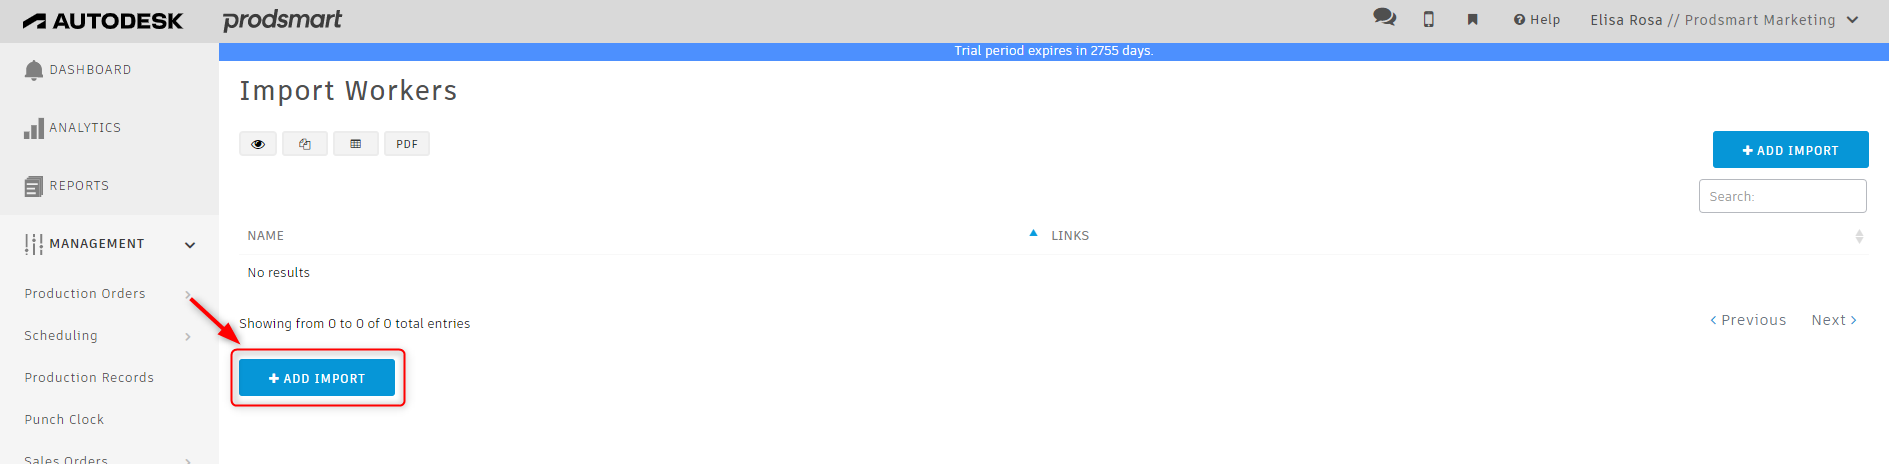 AUTODESK prodsmart Help Elisa Rosa // Prodsmart Marketing
Trial period expires in 2755 days.
DASHBOARD
ANALYTICS
REPORTS
MANAGEMENT
Production Orders
Scheduling
Production Records
Punch Clock
Sales Orders
Import Workers
PDF
+ ADD IMPORT
Search:
NAME LINKS
No results
Showing from 0 to 0 of 0 total entries
< Previous Next >
+ ADD IMPORT